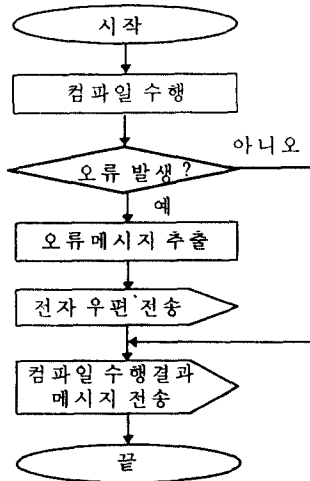 시작
컴파일 수행
오류 발생?
아니오
예
오류메시지 추출
전자 우편 전송
컴파일 수행결과
메시지 전송
끝